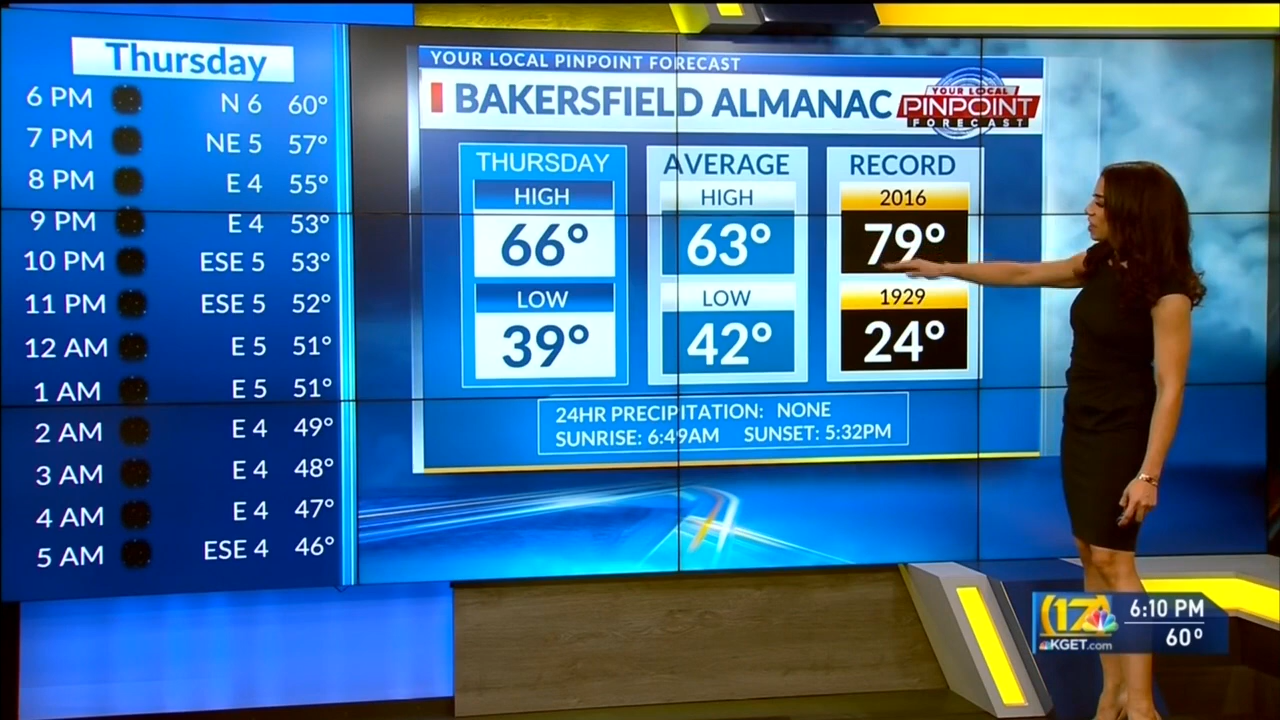 Thursday
6 PM N 6 60°
7 PM NE 5 57°
8 PM E 4 55°
9 PM E 4 53°
10 PM ESE 5 53°
11 PM ESE 5 52°
12 AM E 5 51°
1 AM E 5 51°
2 AM E 4 49°
3 AM E 4 48°
4 AM E 4 47°
5 AM ESE 4 46°
YOUR LOCAL PINPOINT FORECAST
BAKERSFIELD ALMANAC
YOUR LOCAL
PINPOINT
FORECAST
THURSDAY
HIGH
66°
LOW
39°
AVERAGE
HIGH
63°
LOW
42°
RECORD
2016
79°
1929
24°
24HR PRECIPITATION: NONE
SUNRISE: 6:49AM SUNSET: 5:32PM
17
KGET.com
6:10 PM
60°